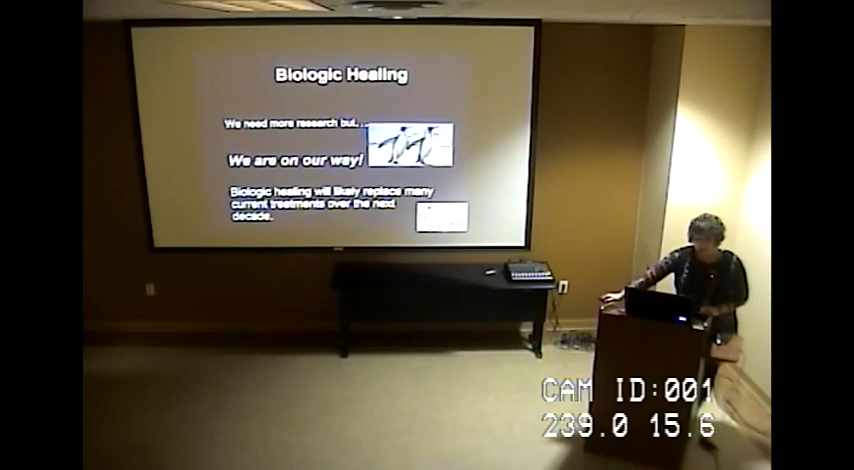 Biologic Healing
We need more research but...
We are on our way!
Biologic healing will likely replace many
current treatments over the next
decade.
CAM ID:001
239.0 15.6